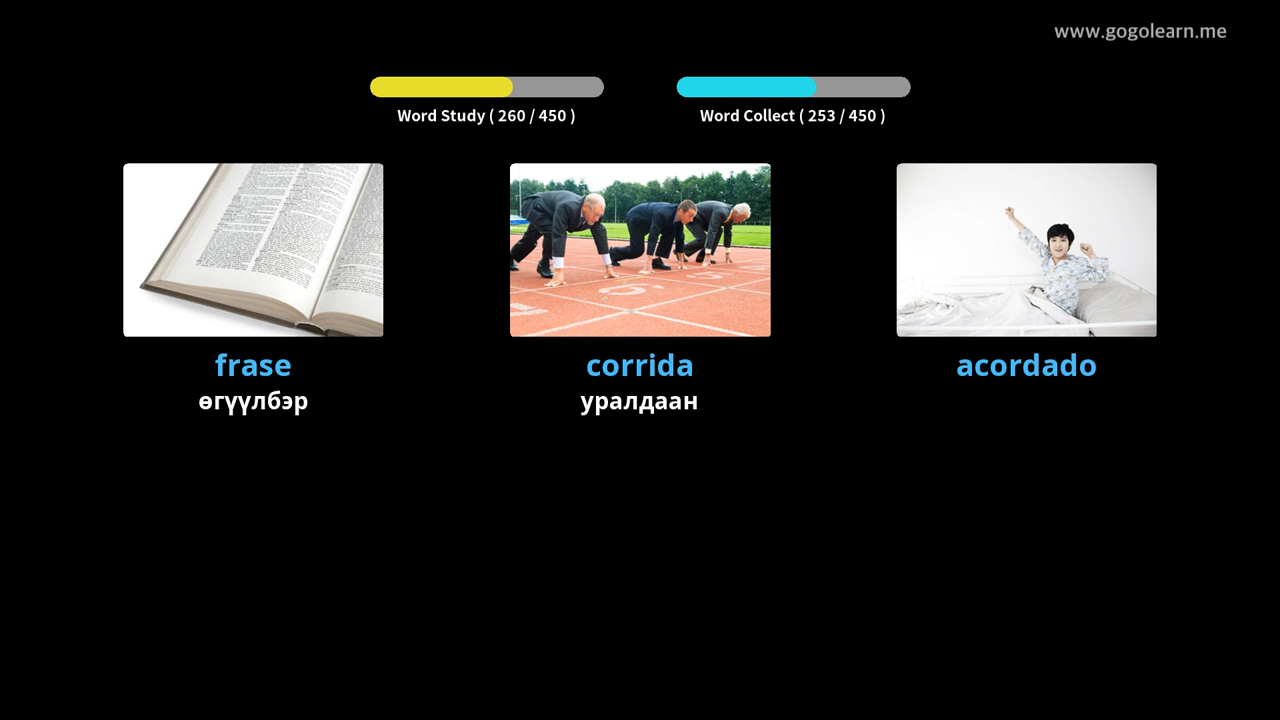 www.gogolearn.me
Word Study ( 260 / 450 )
Word Collect ( 253 / 450 )
frase
өгүүлбэр
corrida
уралдаан
acordado